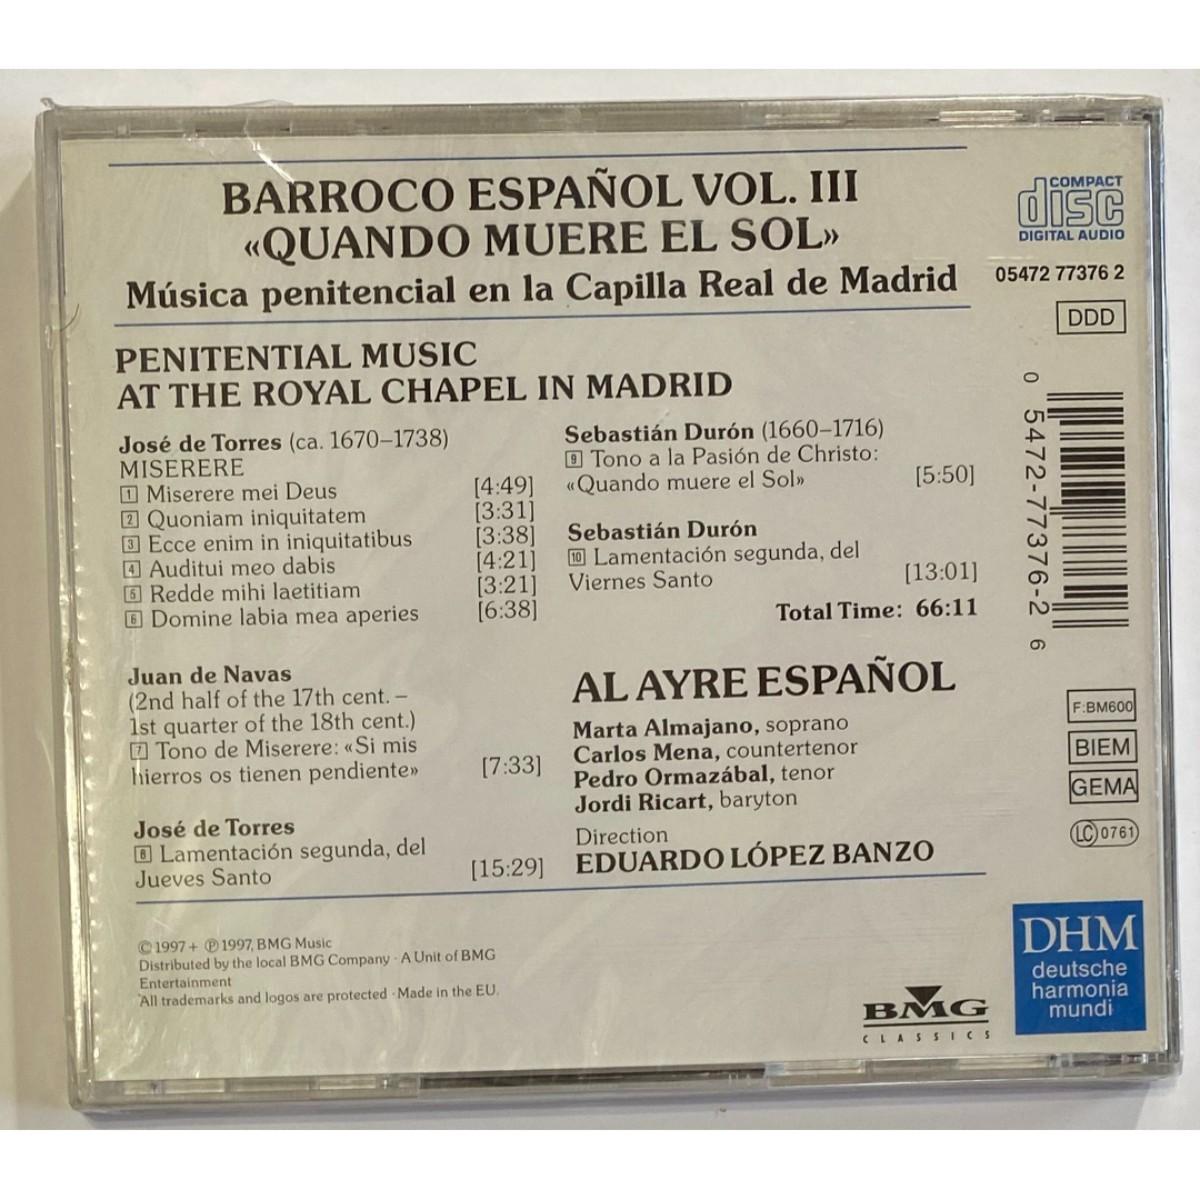 BARROCO ESPAÑOL VOL. III
«QUANDO MUERE EL SOL»
Música penitencial en la Capilla Real de Madrid
PENITENTIAL MUSIC
AT THE ROYAL CHAPEL IN MADRID
José de Torres (ca. 1670–1738)
MISERERE
1 Miserere mei Deus [4:49]
2 Quoniam iniquitatem [3:31]
3 Ecce enim in iniquitatibus [3:38]
4 Auditui meo dabis [4:21]
5 Redde mihi laetitiam [3:21]
6 Domine labia mea aperies [6:38]
Juan de Navas
(2nd half of the 17th cent. –
1st quarter of the 18th cent.)
7 Tono de Miserere: «Si mis
hierros os tienen pendiente» [7:33]
José de Torres
8 Lamentación segunda, del
Jueves Santo [15:29]
Sebastián Durón (1660–1716)
9 Tono a la Pasión de Christo:
«Quando muere el Sol» [5:50]
Sebastián Durón
10 Lamentación segunda, del
Viernes Santo [13:01]
Total Time: 66:11
AL AYRE ESPAÑOL
Marta Almajano, soprano
Carlos Mena, countertenor
Pedro Ormazábal, tenor
Jordi Ricart, baryton
Direction
EDUARDO LÓPEZ BANZO
© 1997 + ℗ 1997, BMG Music
Distributed by the local BMG Company · A Unit of BMG
Entertainment
All trademarks and logos are protected · Made in the EU.
BMG
CLASSICS
COMPACT
disc
DIGITAL AUDIO
05472 77376 2
DDD
0 5472-77376-2 6
F:BM600
BIEM
GEMA
LC 0761
DHM
deutsche
harmonia
mundi